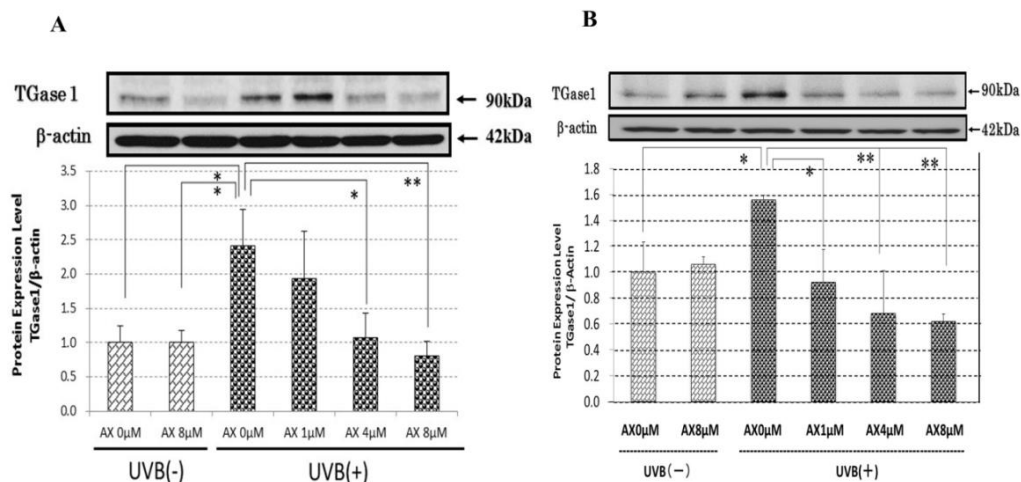 A
TGase1
90kDa
β-actin
42kDa
*
*
*
**
Protein Expression Level
TGase1/β-actin
3.5
3.0
2.5
2.0
1.5
1.0
0.5
0.0
AX 0μM
AX 8μM
AX 0μM
AX 1μM
AX 4μM
AX 8μM
UVB(-)
UVB(+)
B
TGase1
90kDa
β-actin
42kDa
*
*
**
**
Protein Expression Level
TGase1/ β-Actin
1.8
1.6
1.4
1.2
1.0
0.8
0.6
0.4
0.2
0.0
AX0μM
AX8μM
AX0μM
AX1μM
AX4μM
AX8μM
UVB(－)
UVB(+)